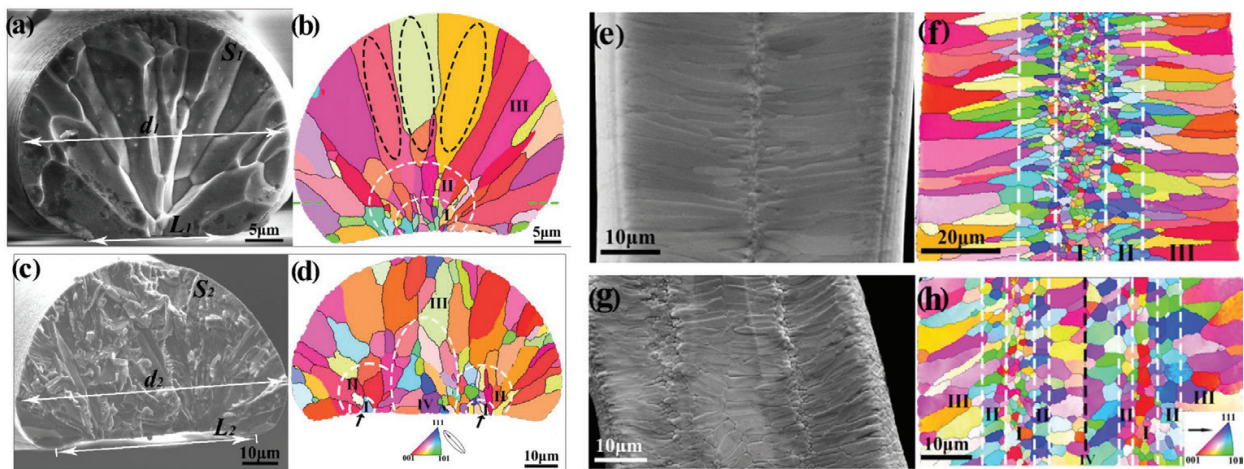 (a)
S1
d1
L1
5μm
(b)
III
II
I
5μm
(c)
S2
d2
L2
10μm
(d)
III
II
I
IV
I
II
111
001
101
10μm
(e)
10μm
(f)
I
II
III
20μm
(g)
10μm
(h)
III
II
I
II
IV
II
I
II
III
111
001
101
10μm